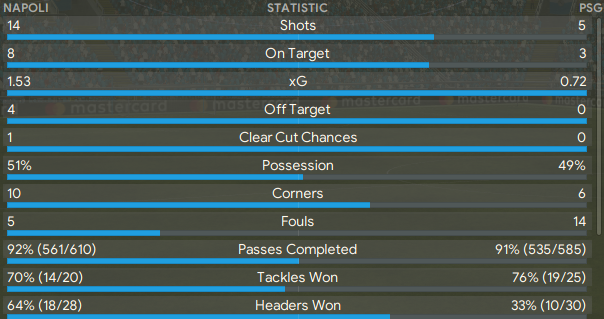 NAPOLI STATISTIC PSG
14 Shots 5
8 On Target 3
1.53 xG 0.72
mastercard mastercard mastercard mastercard
4 Off Target 0
1 Clear Cut Chances 0
51% Possession 49%
10 Corners 6
5 Fouls 14
92% (561/610) Passes Completed 91% (535/585)
70% (14/20) Tackles Won 76% (19/25)
64% (18/28) Headers Won 33% (10/30)